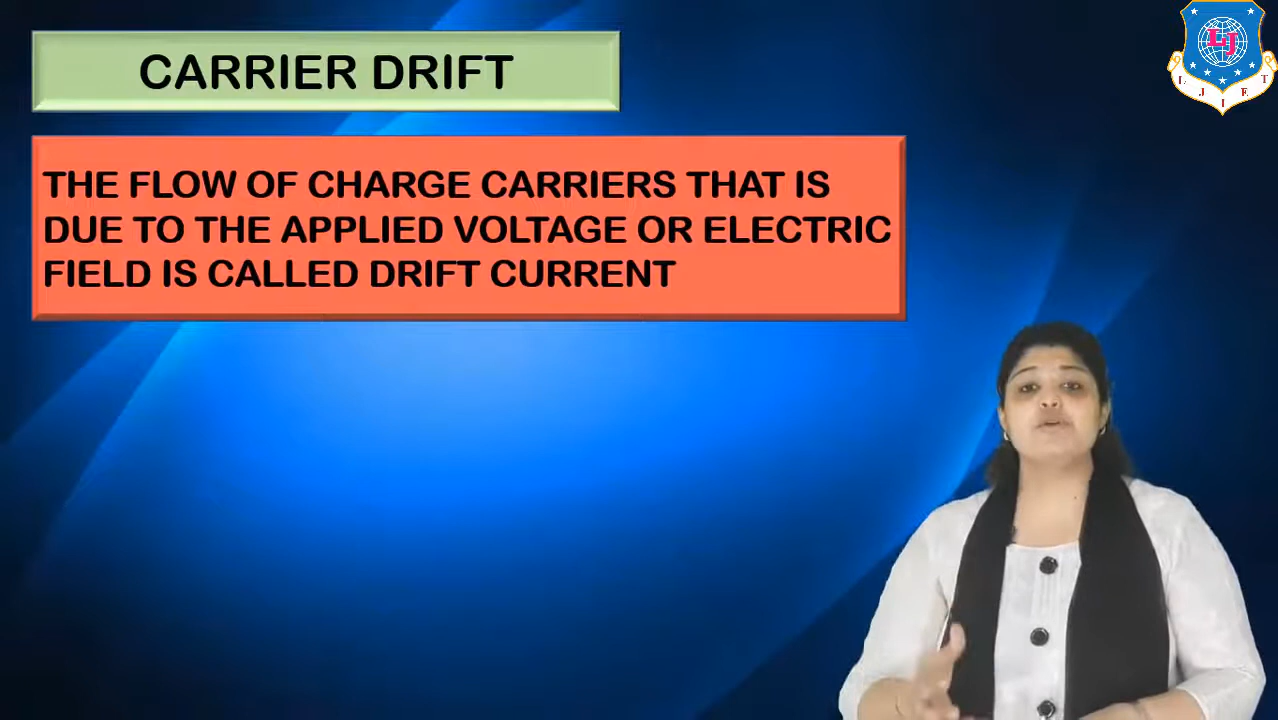 CARRIER DRIFT
THE FLOW OF CHARGE CARRIERS THAT IS
DUE TO THE APPLIED VOLTAGE OR ELECTRIC
FIELD IS CALLED DRIFT CURRENT
LJ
L J I E T